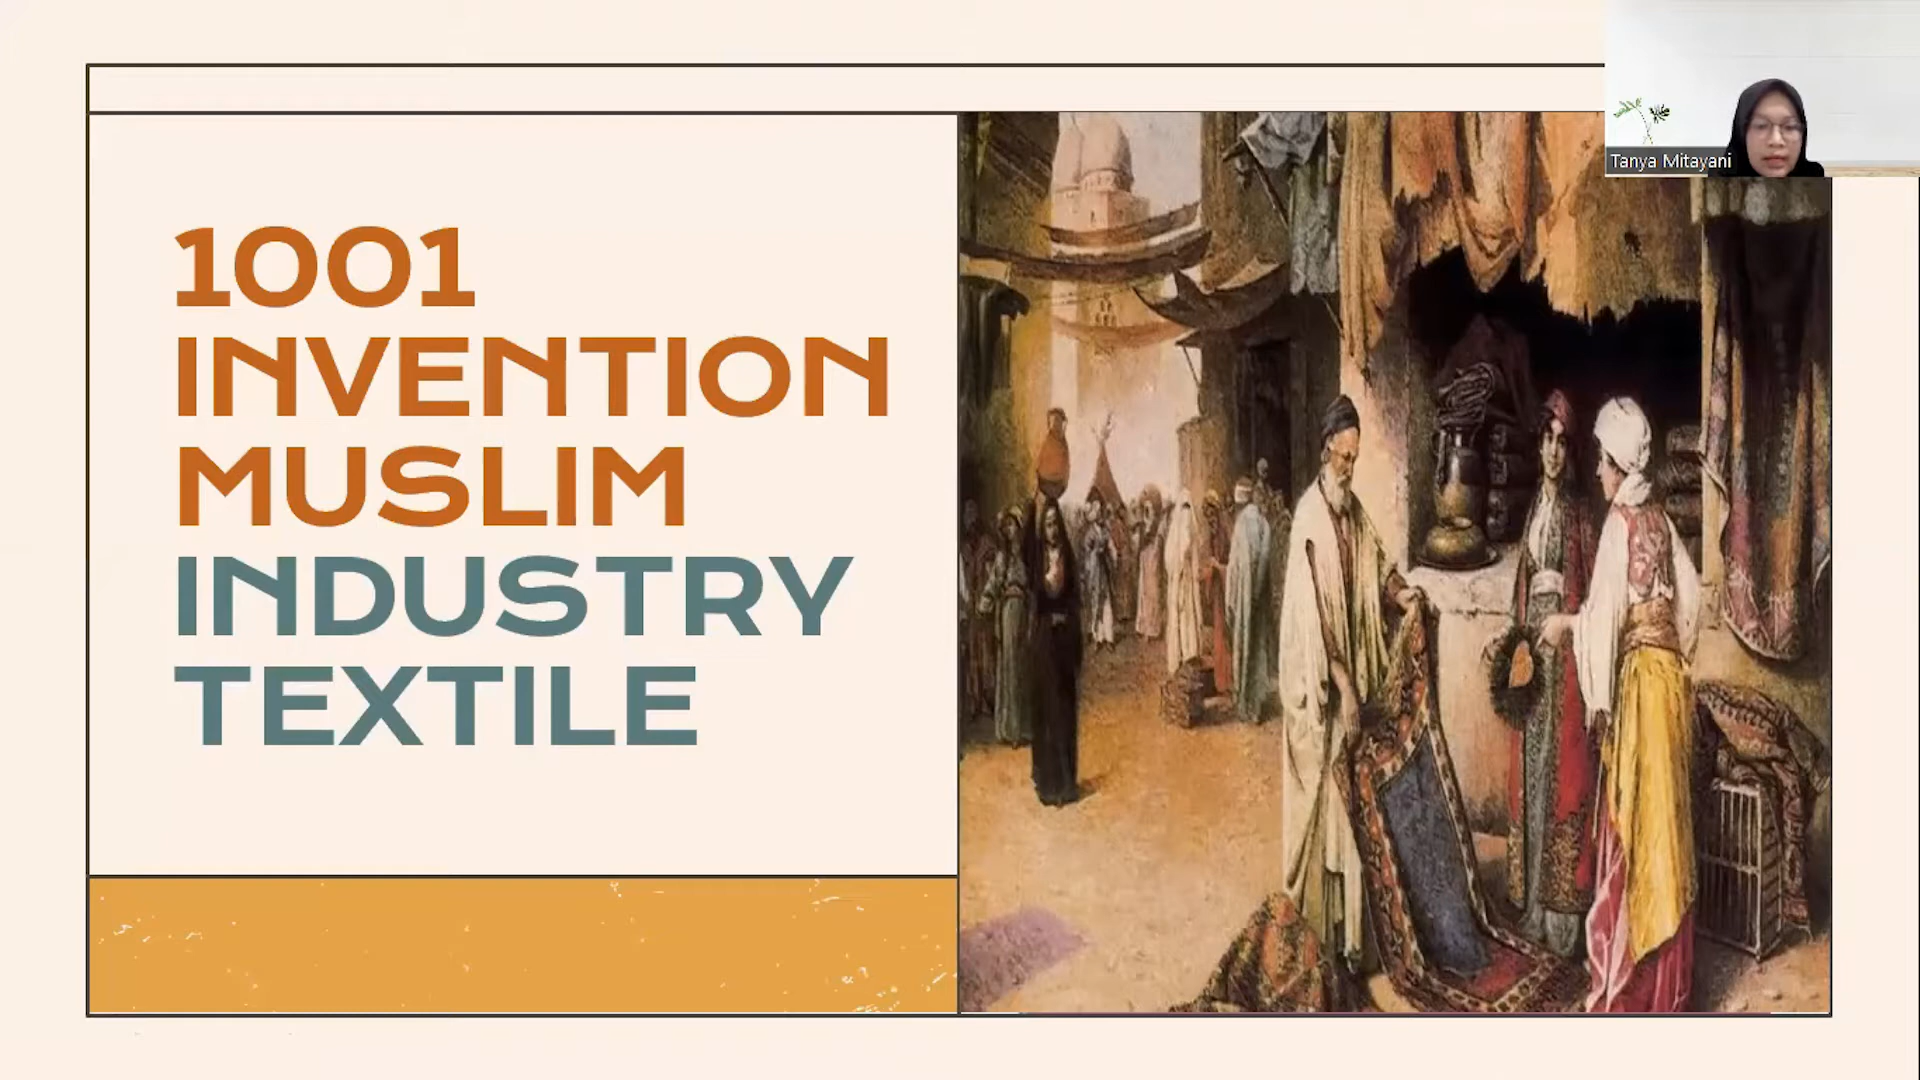 1001
INVENTION
MUSLIM
INDUSTRY
TEXTILE
Tanya Mitayani